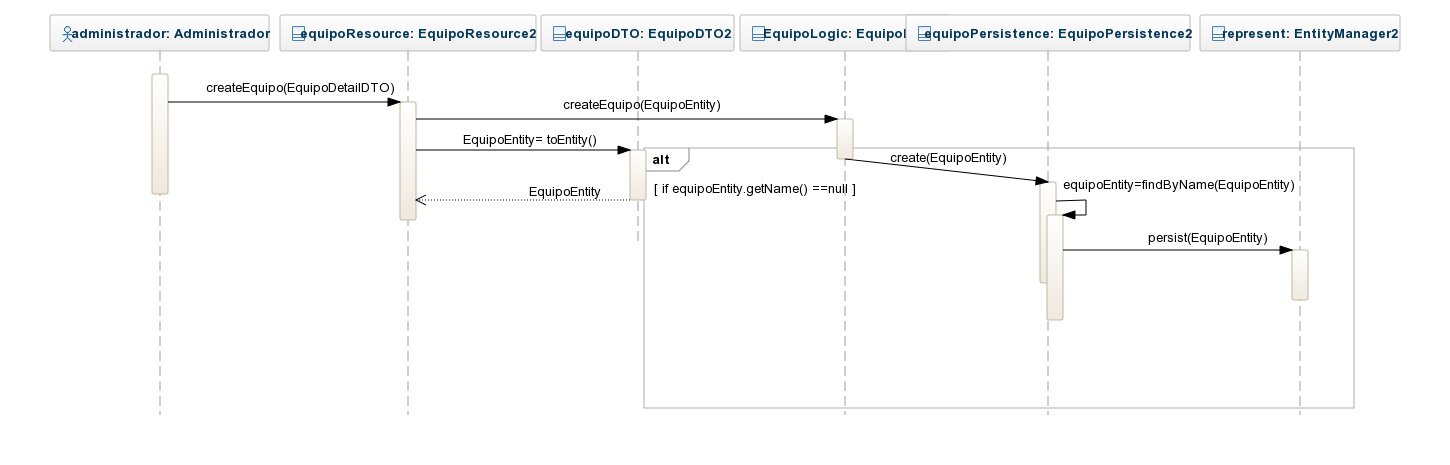 administrador: Administrador
equipoResource: EquipoResource2
equipoDTO: EquipoDTO2
EquipoLogic: Equipo
equipoPersistence: EquipoPersistence2
represent: EntityManager2
createEquipo(EquipoDetailDTO)
createEquipo(EquipoEntity)
EquipoEntity= toEntity()
alt
create(EquipoEntity)
[ if equipoEntity.getName() ==null ]
equipoEntity=findByName(EquipoEntity)
EquipoEntity
persist(EquipoEntity)